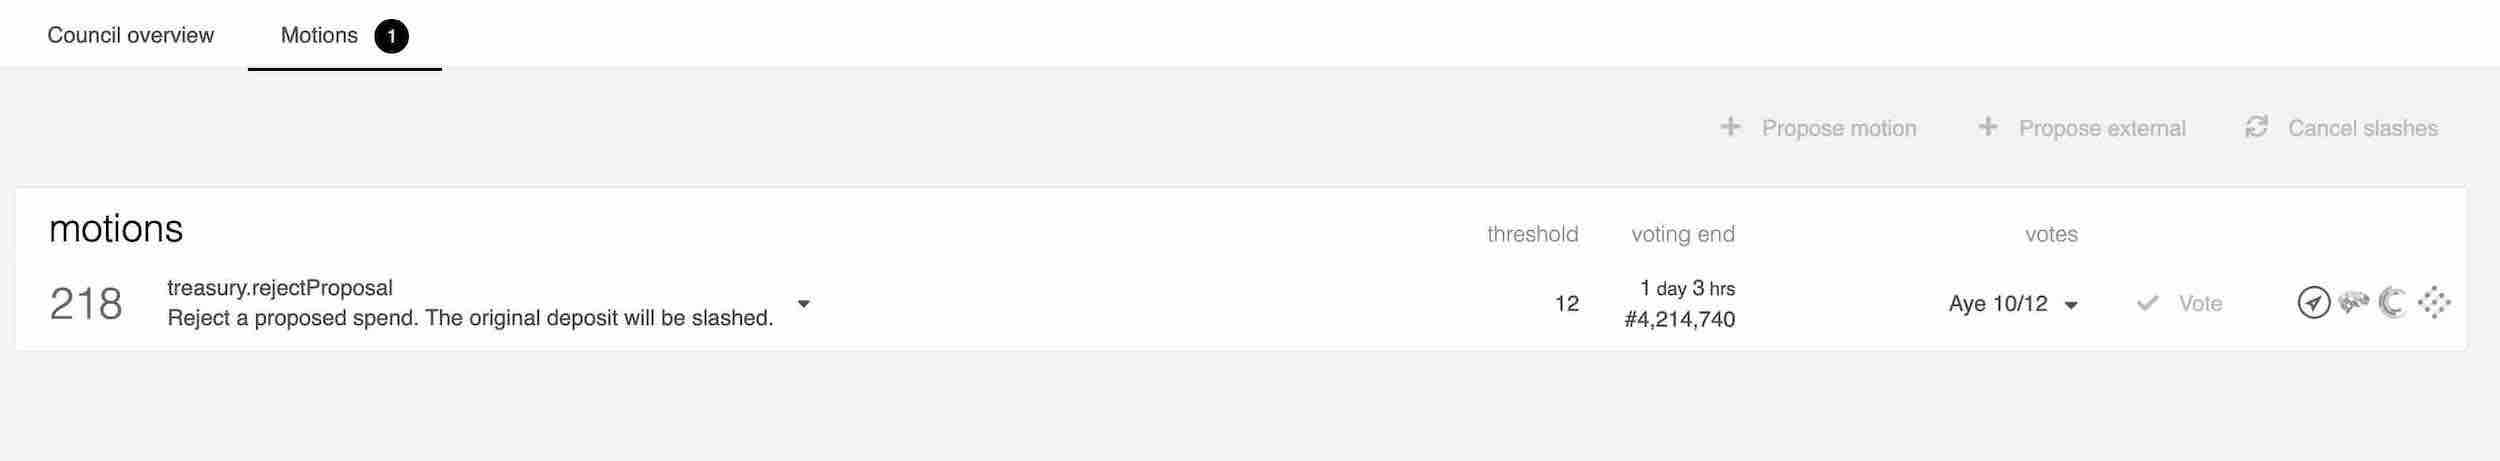 Council overview
Motions 1
Propose motion
Propose external
Cancel slashes
motions
threshold
voting end
votes
218
treasury.rejectProposal
Reject a proposed spend. The original deposit will be slashed.
12
1 day 3 hrs
#4,214,740
Aye 10/12
Vote